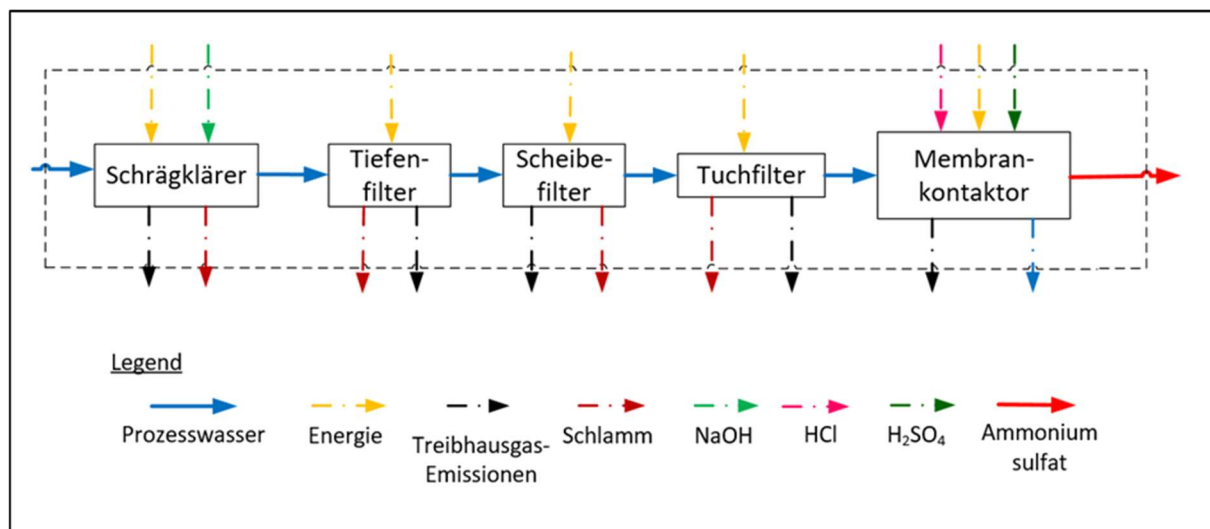 Schrägklärer
Tiefen-
filter
Scheibe-
filter
Tuchfilter
Membran-
kontaktor
Legend
Prozesswasser
Energie
Treibhausgas-
Emissionen
Schlamm
NaOH
HCl
H₂SO₄
Ammonium
sulfat